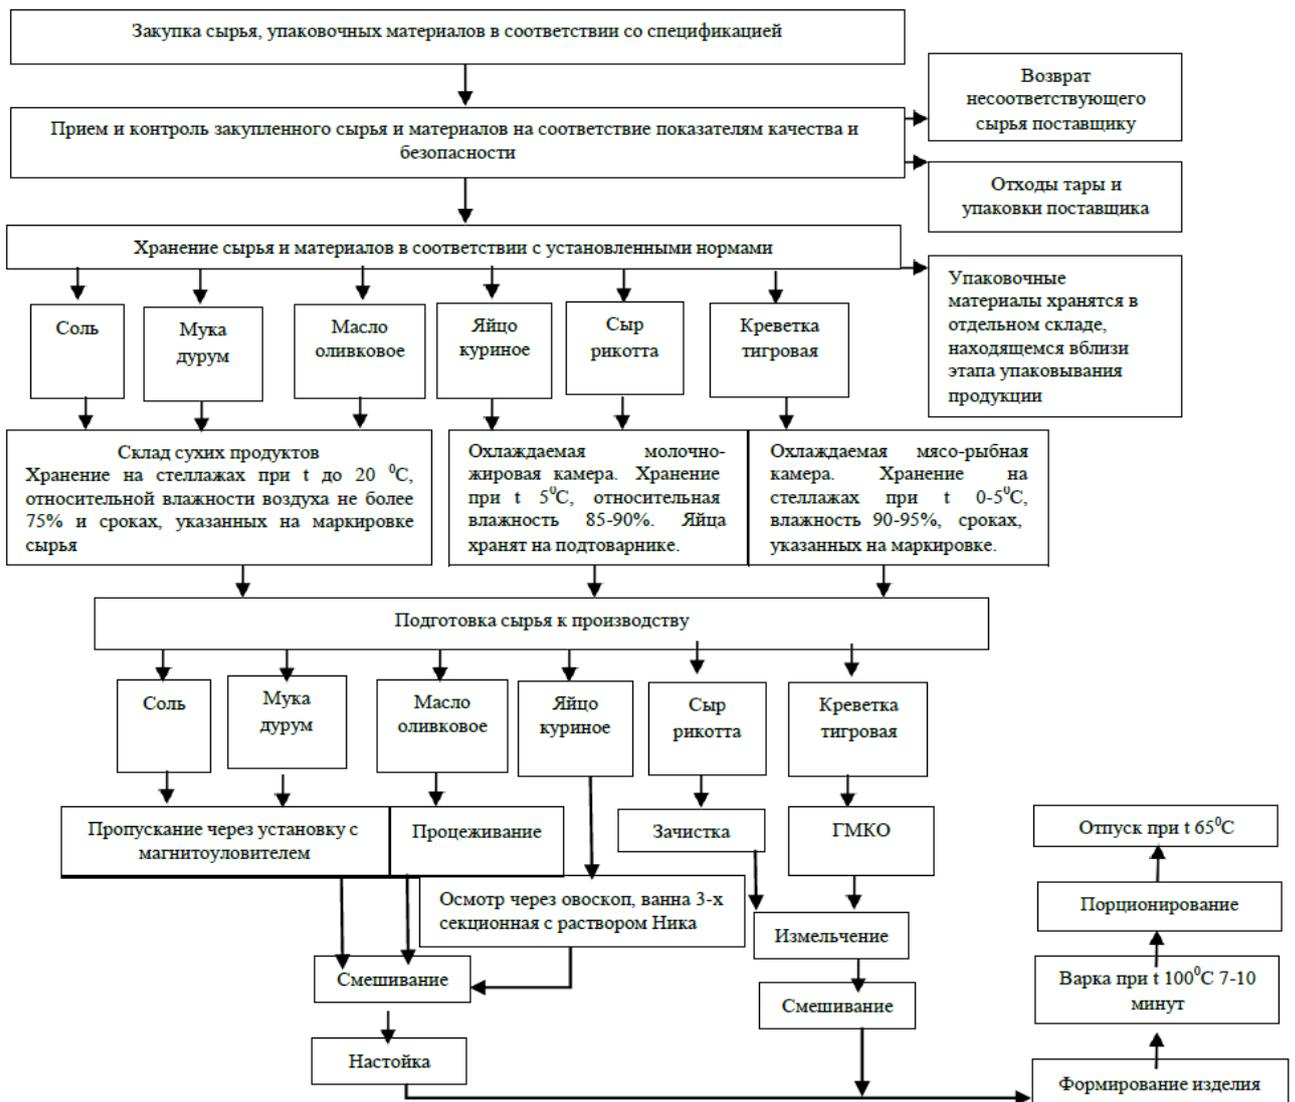 Закупка сырья, упаковочных материалов в соответствии со спецификацией
Возврат
несоответствующего
сырья поставщику
Прием и контроль закупленного сырья и материалов на соответствие показателям качества и
безопасности
Отходы тары и
упаковки поставщика
Хранение сырья и материалов в соответствии с установленными нормами
Упаковочные
материалы хранятся в
отдельном складе,
находящемся вблизи
этапа упаковывания
продукции
Соль
Мука
дурум
Масло
оливковое
Яйцо
куриное
Сыр
рикотта
Креветка
тигровая
Склад сухих продуктов
Хранение на стеллажах при t до 20 ⁰С,
относительной влажности воздуха не более
75% и сроках, указанных на маркировке
сырья
Охлаждаемая молочно-
жировая камера. Хранение
при t 5⁰С, относительная
влажность 85-90%. Яйца
хранят на подтоварнике.
Охлаждаемая мясо-рыбная
камера. Хранение на
стеллажах при t 0-5⁰С,
влажность 90-95%, сроках,
указанных на маркировке.
Подготовка сырья к производству
Соль
Мука
дурум
Масло
оливковое
Яйцо
куриное
Сыр
рикотта
Креветка
тигровая
Пропускание через установку с
магнитоуловителем
Процеживание
Зачистка
ГМКО
Осмотр через овоскоп, ванна 3-х
секционная с раствором Ника
Измельчение
Смешивание
Смешивание
Настойка
Отпуск при t 65⁰С
Порционирование
Варка при t 100⁰С 7-10
минут
Формирование изделия